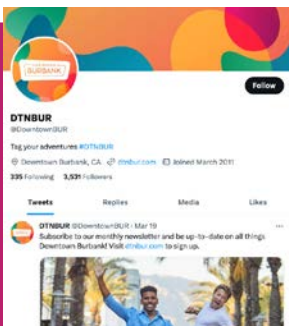 BURBANK
Follow
DTNBUR
@DowntownBUR
Tag your adventures #DTNBUR
Downtown Burbank, CA dtnbur.com Joined March 2011
335 Following 3,531 Followers
Tweets Replies Media Likes
DTNBUR @DowntownBUR · Mar 19
Subscribe to our monthly newsletter and be up-to-date on all things
Downtown Burbank! Visit dtnbur.com to sign up.